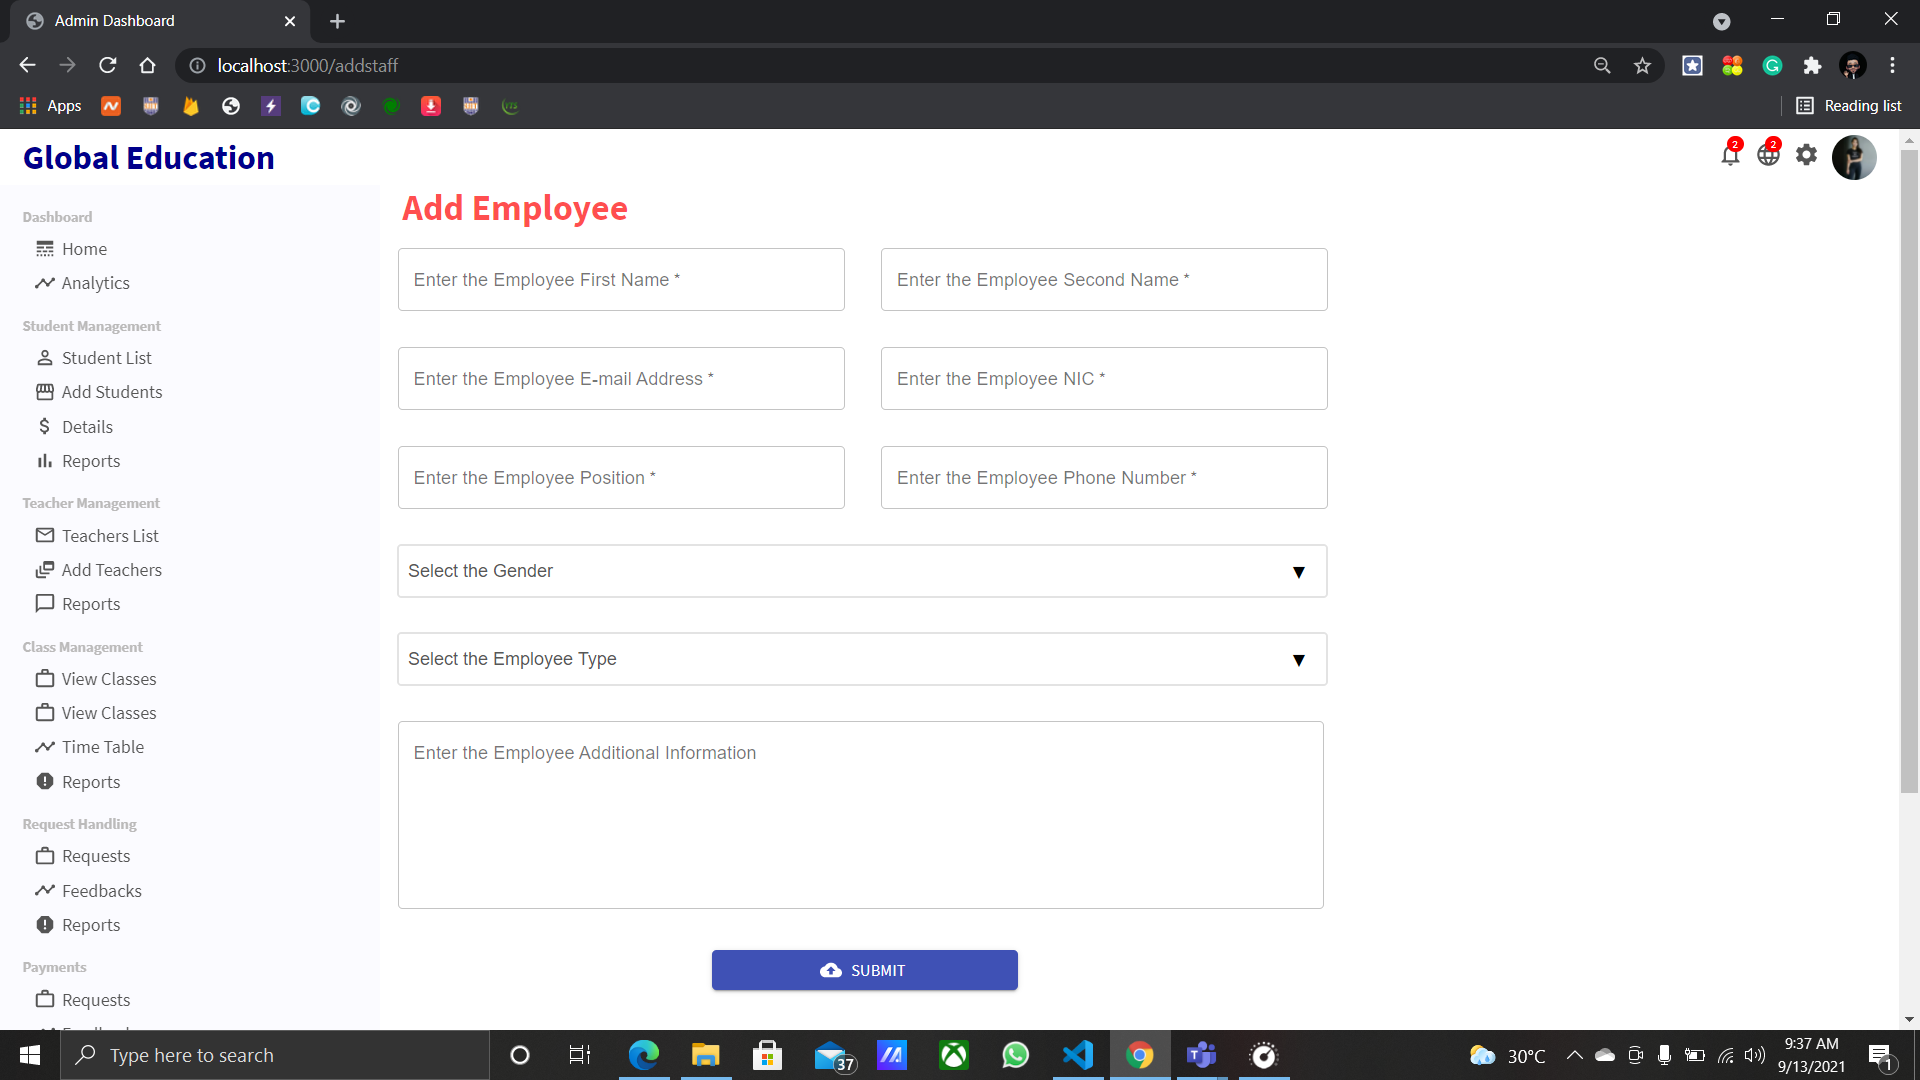 Admin Dashboard
localhost:3000/addstaff
Apps
Reading list
Global Education
2
2
Dashboard
Home
Analytics
Student Management
Student List
Add Students
Details
Reports
Teacher Management
Teachers List
Add Teachers
Reports
Class Management
View Classes
View Classes
Time Table
Reports
Request Handling
Requests
Feedbacks
Reports
Payments
Requests
Add Employee
Enter the Employee First Name *
Enter the Employee Second Name *
Enter the Employee E-mail Address *
Enter the Employee NIC *
Enter the Employee Position *
Enter the Employee Phone Number *
Select the Gender
Select the Employee Type
Enter the Employee Additional Information
SUBMIT
Type here to search
37
30°C
9:37 AM
9/13/2021
1